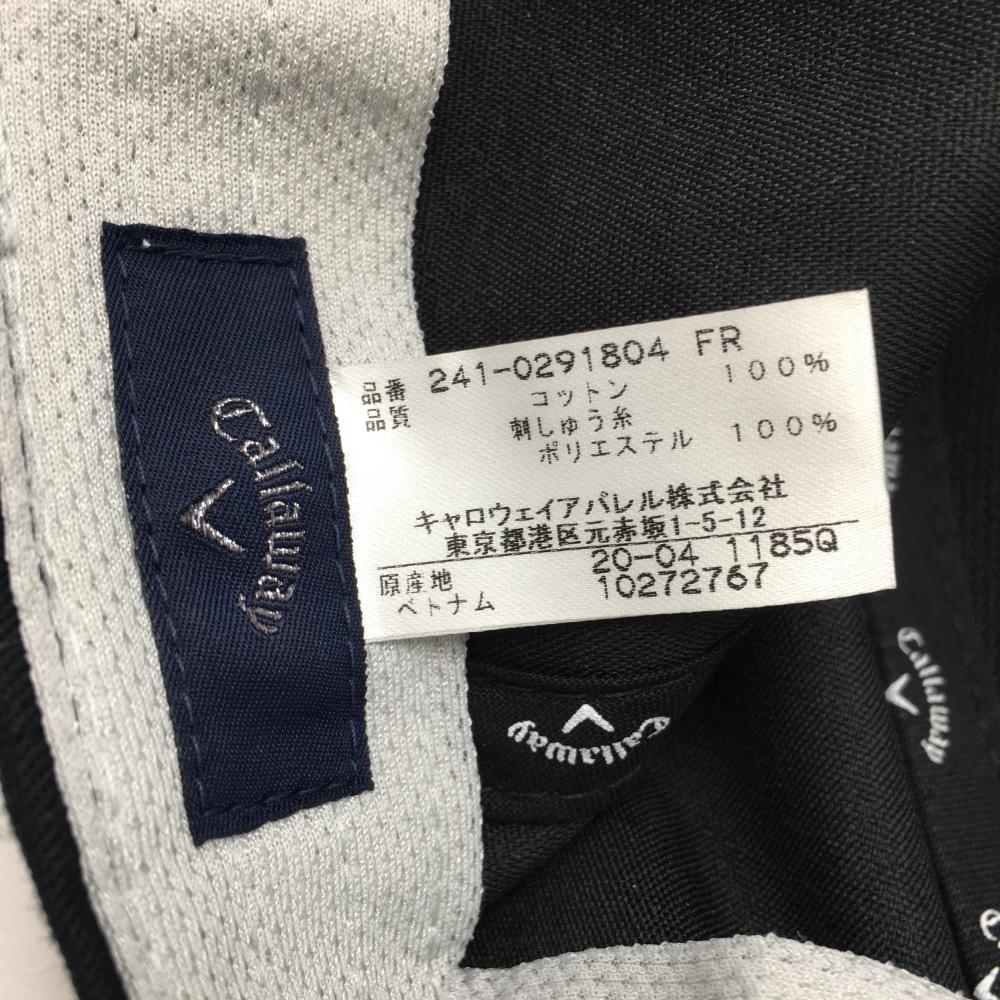 Callaway
品番 241-0291804 FR
品質 コットン 100%
刺しゅう糸
ポリエステル 100%
キャロウェイアパレル株式会社
東京都港区元赤坂1-5-12
20-04 1185Q
原産地 10272767
ベトナム
Callaway
Callaway